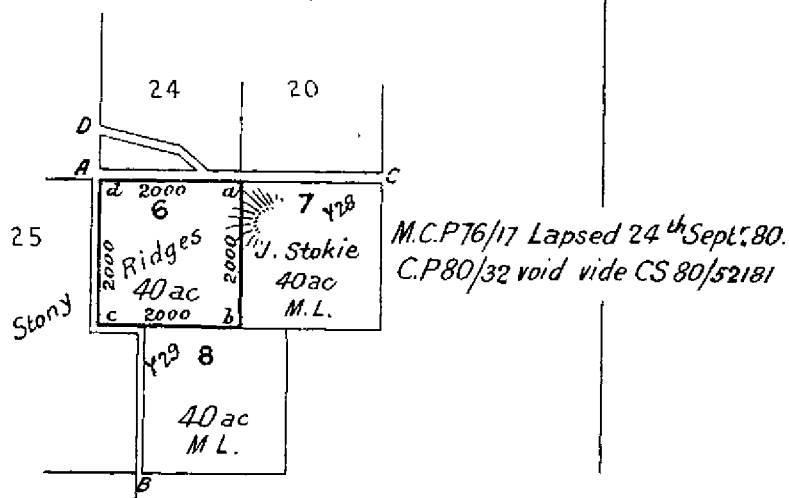 24
20
D
A
C
d 2000 a
6
7 Y28
25
2000
Ridges
2000
J. Stokie
M.C.P76/17 Lapsed 24th Septr. 80.
40ac
40ac
C.P80/32 void vide CS 80/52181
M.L.
Stony
c 2000 b
Y29 8
40ac
M L.
B